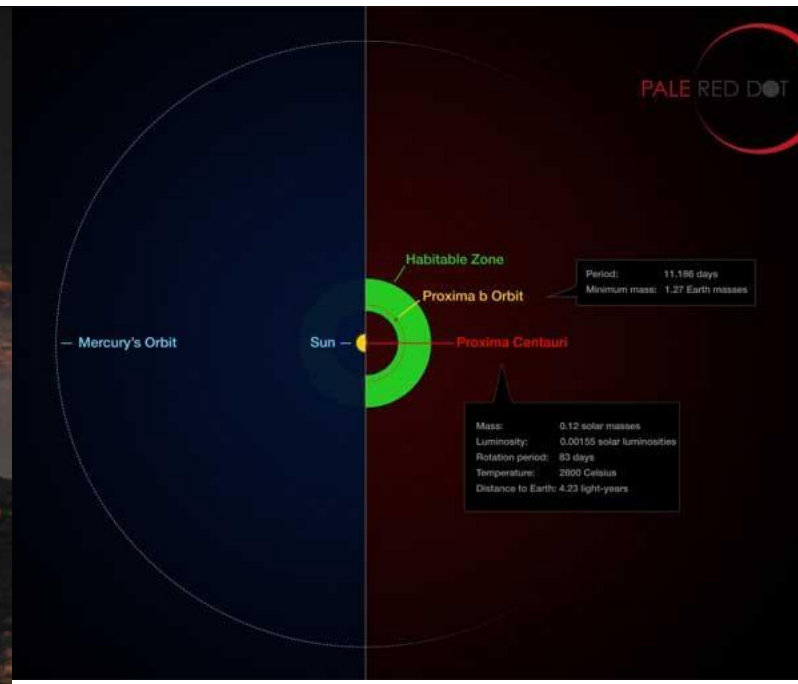 PALE RED DOT
Habitable Zone
Proxima b Orbit
Period: 11.186 days
Minimum mass: 1.27 Earth masses
Mercury's Orbit
Sun
Proxima Centauri
Mass: 0.12 solar masses
Luminosity: 0.00155 solar luminosities
Rotation period: 83 days
Temperature: 2800 Celsius
Distance to Earth: 4.23 light-years